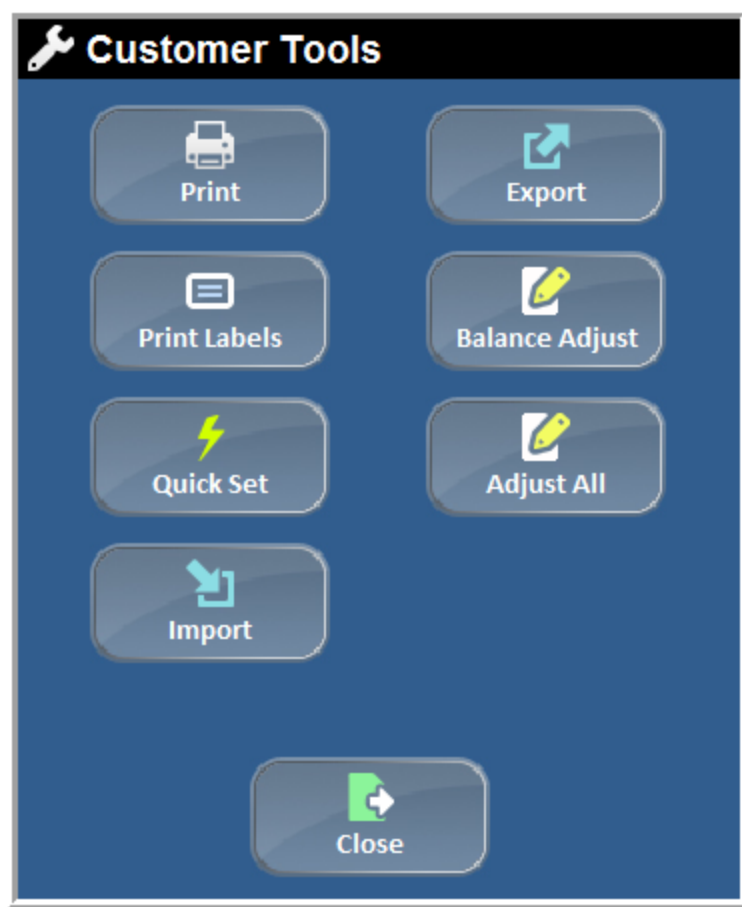 Customer Tools
Print
Export
Print Labels
Balance Adjust
Quick Set
Adjust All
Import
Close